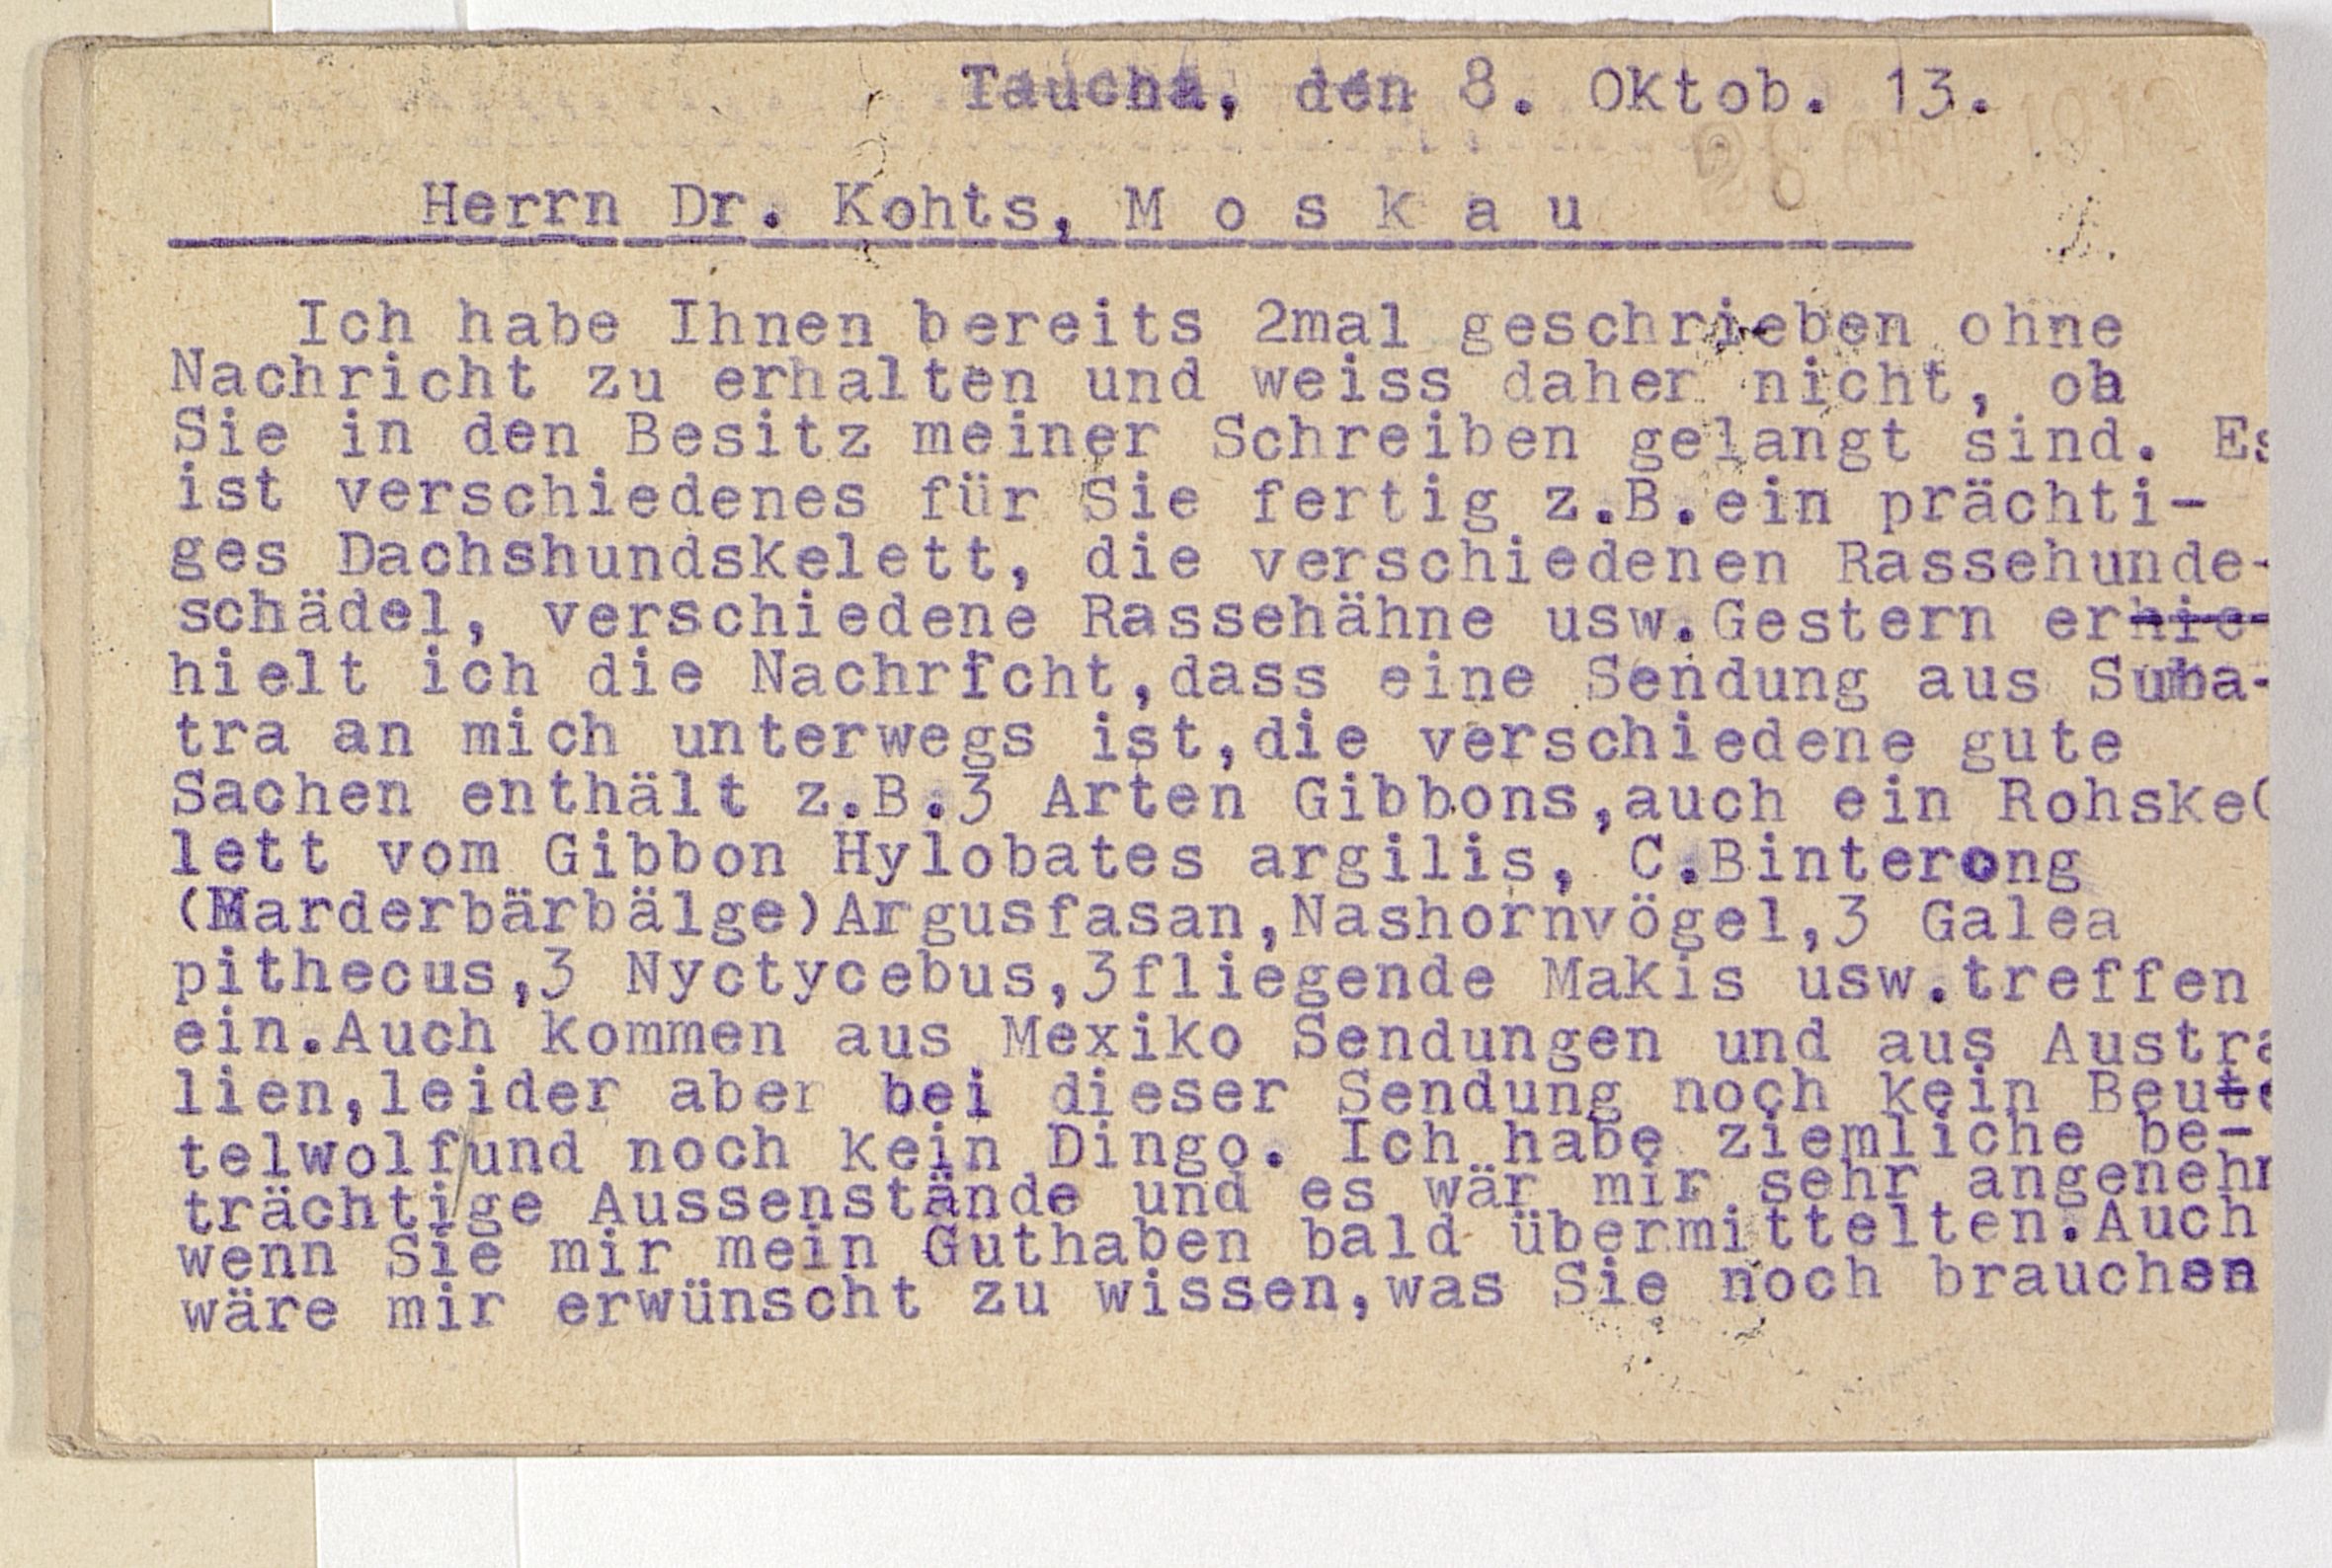 Taucha, den 8. Oktob. 13.
Herrn Dr. Kohts, M o s k a u
Ich habe Ihnen bereits 2mal geschrieben ohne
Nachricht zu erhalten und weiss daher nicht, ob
Sie in den Besitz meiner Schreiben gelangt sind. Es
ist verschiedenes für Sie fertig z.B.ein prächti-
ges Dachshundskelett, die verschiedenen Rassehunde-
schädel, verschiedene Rassehähne usw.Gestern erhie-
hielt ich die Nachricht,dass eine Sendung aus Suma-
tra an mich unterwegs ist,die verschiedene gute
Sachen enthält z.B.3 Arten Gibbons,auch ein Rohske(
lett vom Gibbon Hylobates argilis, C.Binterong
(Marderbärbälge)Argusfasan,Nashornvögel,3 Galea
pithecus,3 Nyctycebus,3fliegende Makis usw.treffen
ein.Auch kommen aus Mexiko Sendungen und aus Austra
lien,leider aber bei dieser Sendung noch kein Beute
telwolf/und noch kein Dingo. Ich habe ziemliche be-
trächtige Aussenstände und es wär mir sehr angenehm
wenn Sie mir mein Guthaben bald übermittelten.Auch
wäre mir erwünscht zu wissen,was Sie noch brauchen